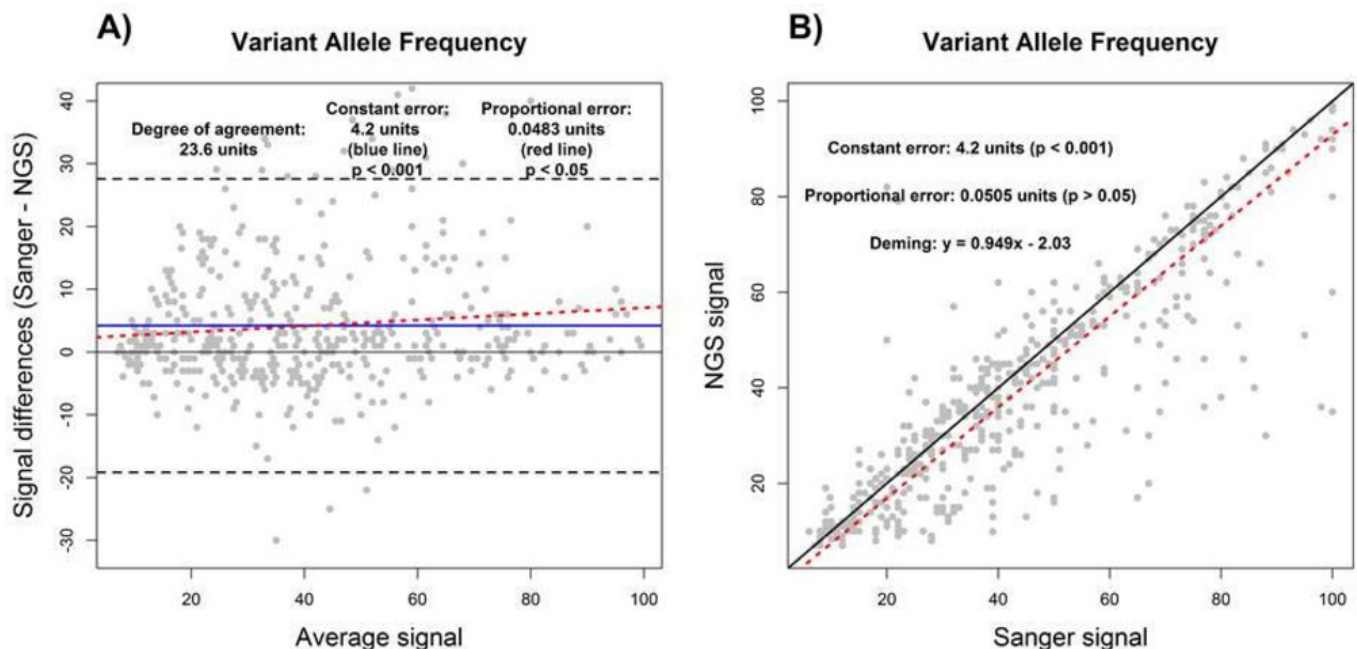 A)
Variant Allele Frequency
Signal differences (Sanger - NGS)
40
30
20
10
0
-10
-20
-30
Degree of agreement:
23.6 units
Constant error:
4.2 units
(blue line)
p < 0.001
Proportional error:
0.0483 units
(red line)
p < 0.05
20
40
60
80
100
Average signal
B)
Variant Allele Frequency
NGS signal
100
80
60
40
20
Constant error: 4.2 units (p < 0.001)
Proportional error: 0.0505 units (p > 0.05)
Deming: y = 0.949x - 2.03
20
40
60
80
100
Sanger signal